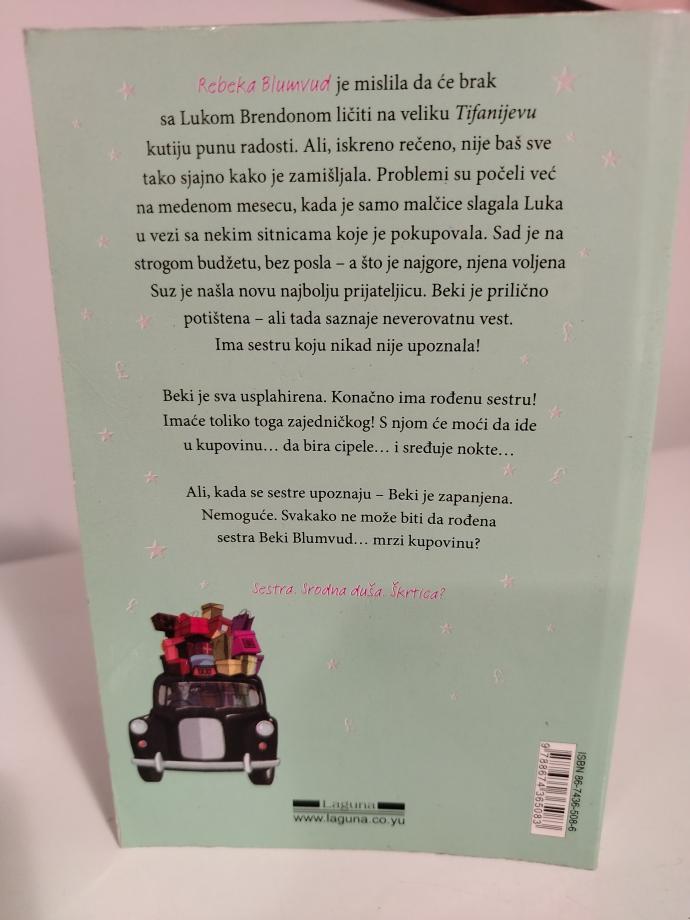 Rebeka Blumvud je mislila da će brak
sa Lukom Brendonom ličiti na veliku Tifanijevu
kutiju punu radosti. Ali, iskreno rečeno, nije baš sve
tako sjajno kako je zamišljala. Problemi su počeli već
na medenom mesecu, kada je samo malčice slagala Luka
u vezi sa nekim sitnicama koje je pokupovala. Sad je na
strogom budžetu, bez posla – a što je najgore, njena voljena
Suz je našla novu najbolju prijateljicu. Beki je prilično
potištena – ali tada saznaje neverovatnu vest.
Ima sestru koju nikad nije upoznala!
Beki je sva usplahirena. Konačno ima rođenu sestru!
Imaće toliko toga zajedničkog! S njom će moći da ide
u kupovinu... da bira cipele... i sređuje nokte...
Ali, kada se sestre upoznaju – Beki je zapanjena.
Nemoguće. Svakako ne može biti da rođena
sestra Beki Blumvud... mrzi kupovinu?
Sestra. Srodna duša. Škrtica?
Laguna
www.laguna.co.yu
ISBN 86-7436-508-6
9788674365083